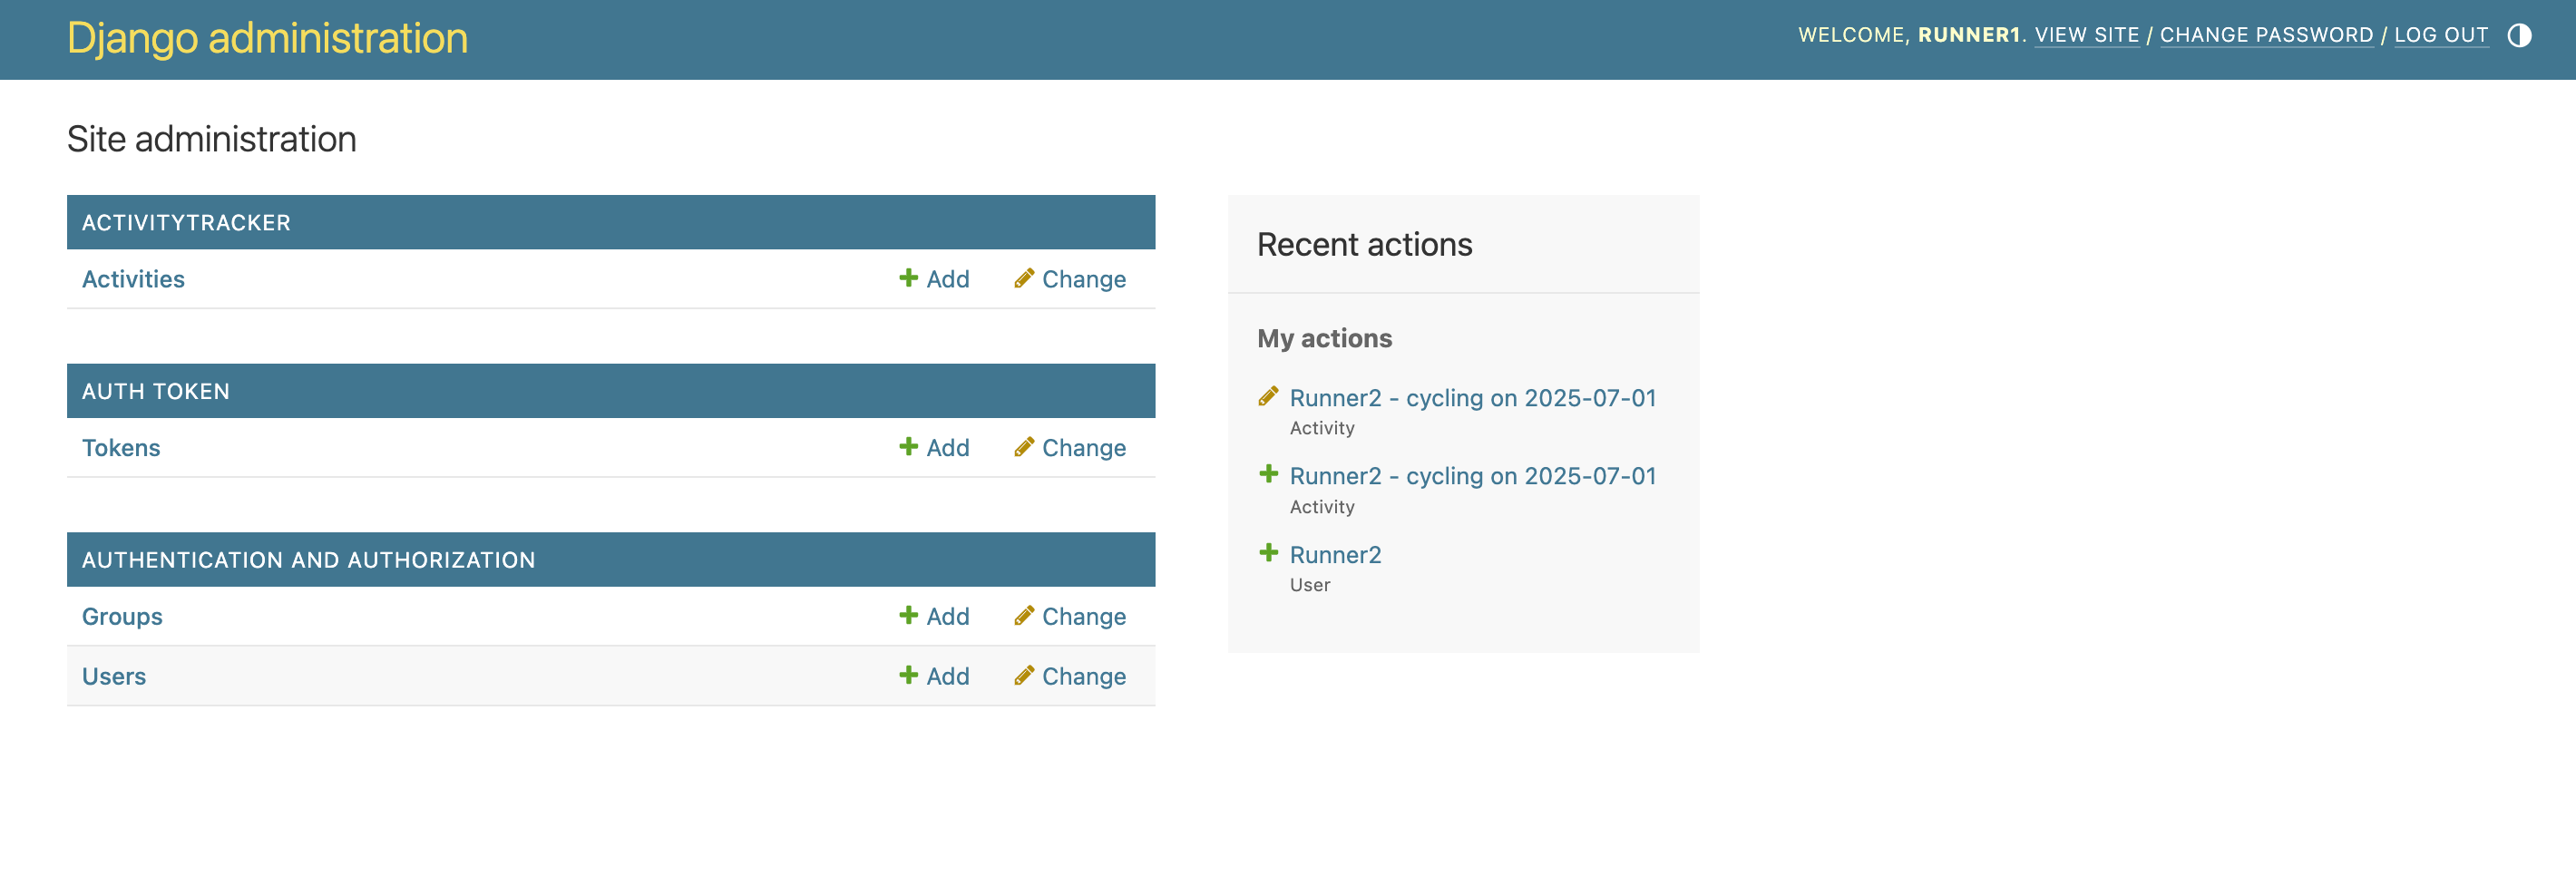 Django administration
WELCOME, RUNNER1. VIEW SITE / CHANGE PASSWORD / LOG OUT
Site administration
ACTIVITYTRACKER
Activities Add Change
AUTH TOKEN
Tokens Add Change
AUTHENTICATION AND AUTHORIZATION
Groups Add Change
Users Add Change
Recent actions
My actions
Runner2 - cycling on 2025-07-01
Activity
Runner2 - cycling on 2025-07-01
Activity
Runner2
User